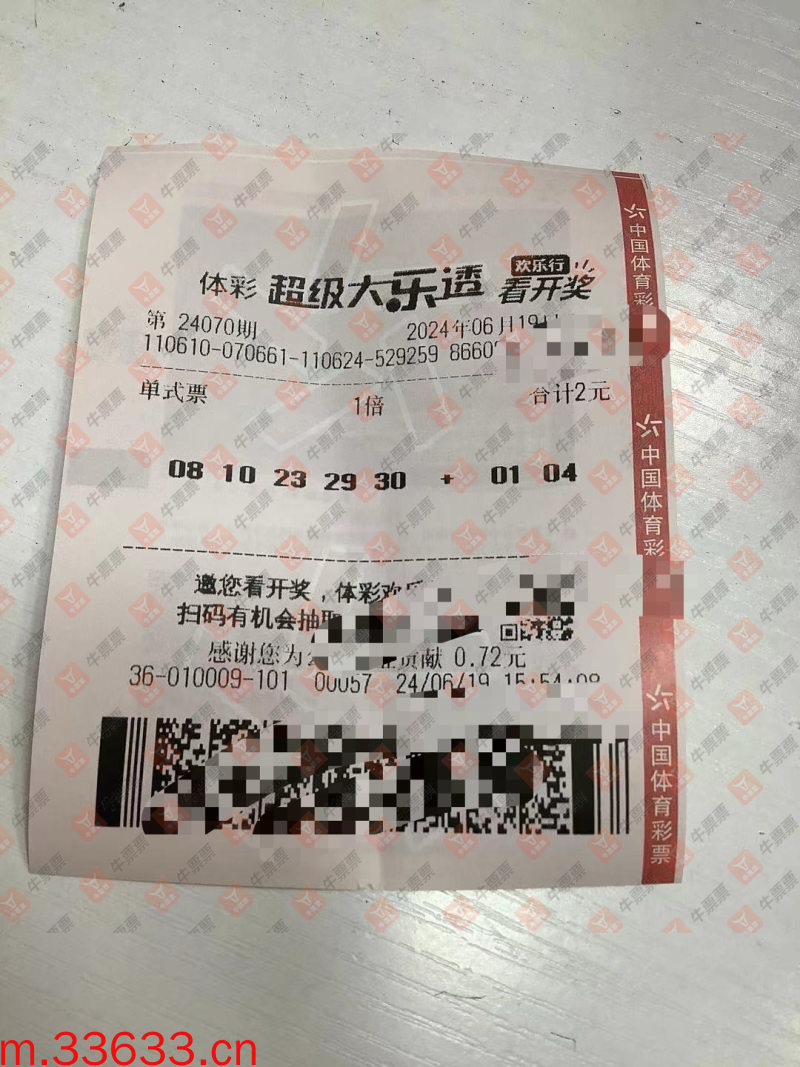 体彩 超级大乐透 欢乐行 看开奖
第 24070期 2024年06月19
110610-070661-110624-529259 8660
单式票 1倍 合计2元
08 10 23 29 30 + 01 04
邀您看开奖，体彩欢乐
扫码有机会抽取
感谢您为 贡献 0.72元
36-010009-101 00057 24/06/19 15:54:08
中国体育彩
中国体育彩
中国体育彩票
牛票票
m.33633.cn